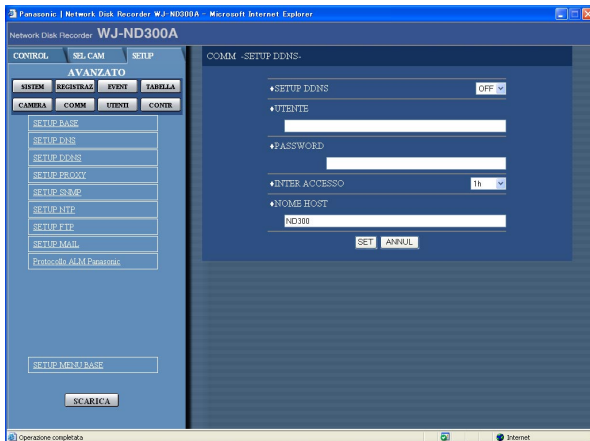 Panasonic | Network Disk Recorder WJ-ND300A - Microsoft Internet Explorer
Network Disk Recorder WJ-ND300A
CONTROL SEL CAM SETUP
AVANZATO
SISTEM REGISTRAZ EVENT TABELLA
CAMERA COMM UTENTI CONTR
SETUP BASE
SETUP DNS
SETUP DDNS
SETUP PROXY
SETUP SNMP
SETUP NTP
SETUP FTP
SETUP MAIL
Protocollo ALM Panasonic
SETUP MENU BASE
SCARICA
COMM -SETUP DDNS-
♦SETUP DDNS OFF
♦UTENTE
♦PASSWORD
♦INTER ACCESSO 1h
♦NOME HOST
ND300
SET ANNUL
Operazione completata Internet